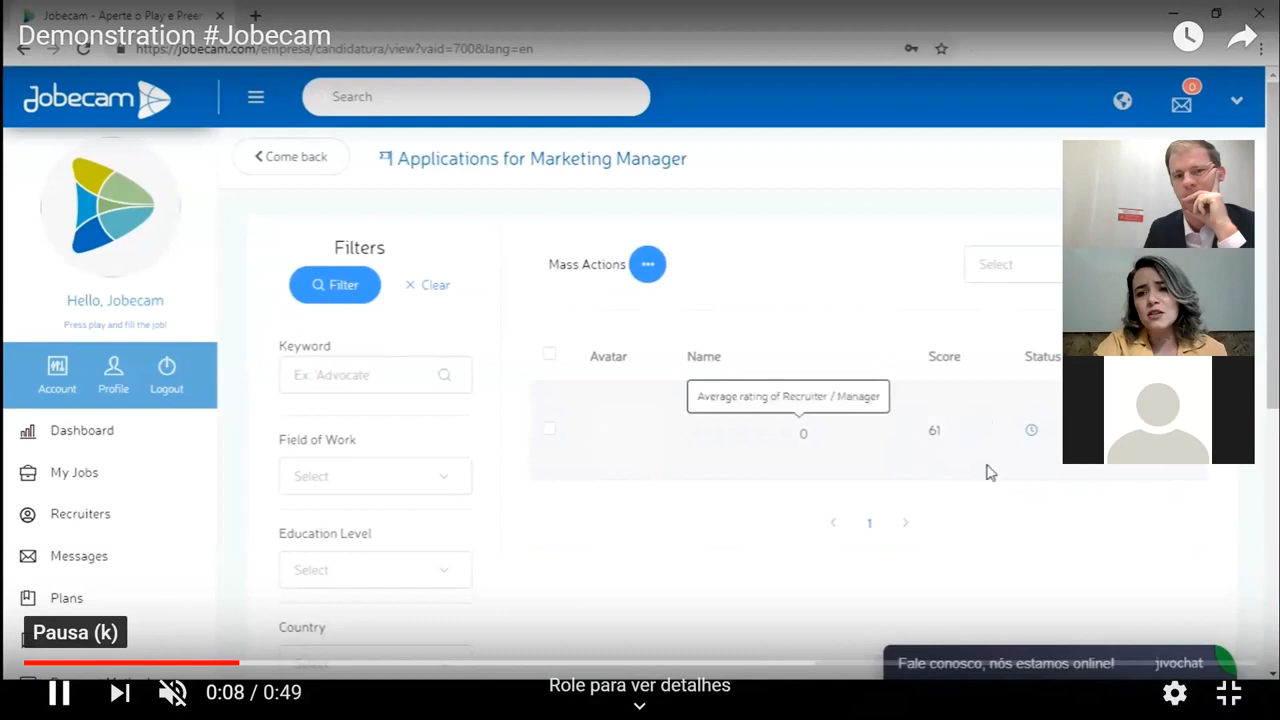 Jobecam - Aperte o Play e Preer
Demonstration #Jobecam
https://jobecam.com/empresa/candidatura/view?vaid=700&lang=en
Jobecam
Search
0
Come back
Applications for Marketing Manager
Filters
Filter
Clear
Mass Actions
Select
Hello, Jobecam
Press play and fill the job!
Account
Profile
Logout
Keyword
Ex: 'Advocate'
Avatar
Name
Score
Status
Average rating of Recruiter / Manager
0
61
Dashboard
My Jobs
Recruiters
Messages
Plans
Field of Work
Select
Education Level
Select
Country
1
Pausa (k)
Fale conosco, nós estamos online!
jivochat
0:08 / 0:49
Role para ver detalhes